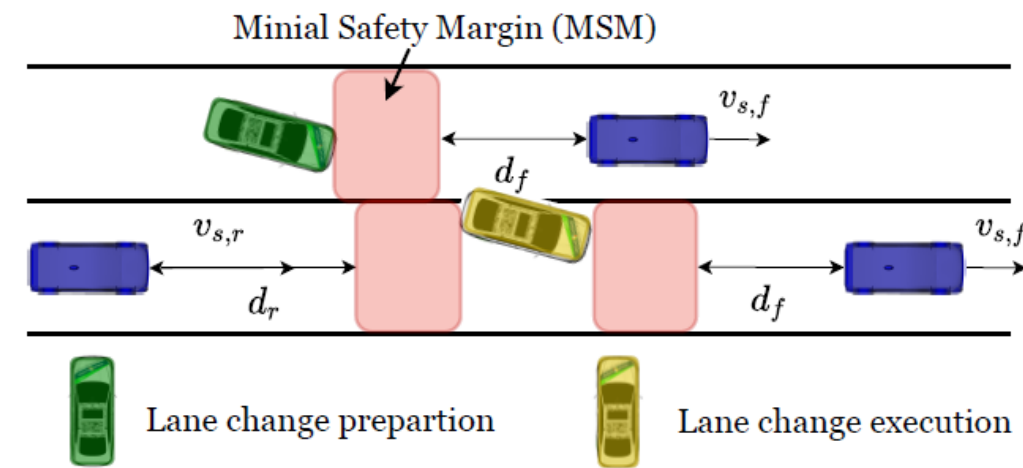 Minial Safety Margin (MSM)
v_{s,f}
d_f
v_{s,r}
v_{s,f}
d_r
d_f
Lane change prepartion
Lane change execution